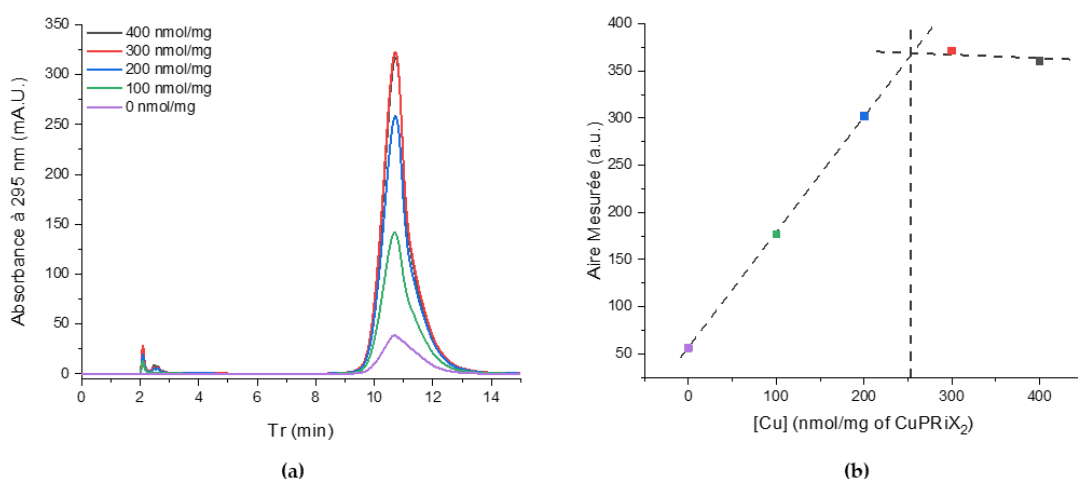 400 nmol/mg
300 nmol/mg
200 nmol/mg
100 nmol/mg
0 nmol/mg
Absorbance à 295 nm (mA.U.)
350
300
250
200
150
100
50
0
0 2 4 6 8 10 12 14
Tr (min)
(a)
Aire Mesurée (a.u.)
400
350
300
250
200
150
100
50
0 100 200 300 400
[Cu] (nmol/mg of CuPRiX₂)
(b)